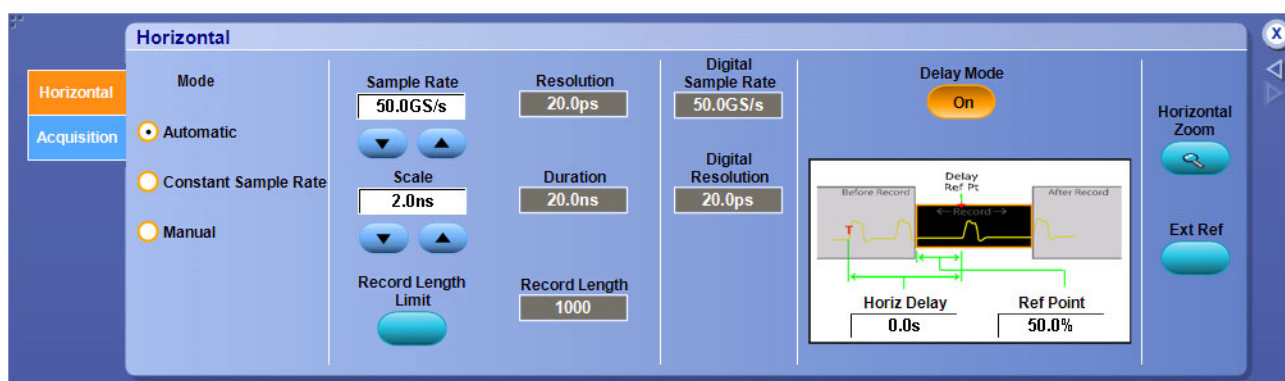 Horizontal
X
Horizontal
Acquisition
Mode
Automatic
Constant Sample Rate
Manual
Sample Rate
50.0GS/s
Scale
2.0ns
Record Length
Limit
Resolution
20.0ps
Duration
20.0ns
Record Length
1000
Digital
Sample Rate
50.0GS/s
Digital
Resolution
20.0ps
Delay Mode
On
Delay
Ref Pt
Before Record
After Record
Record
T
Horiz Delay
0.0s
Ref Point
50.0%
Horizontal
Zoom
Ext Ref